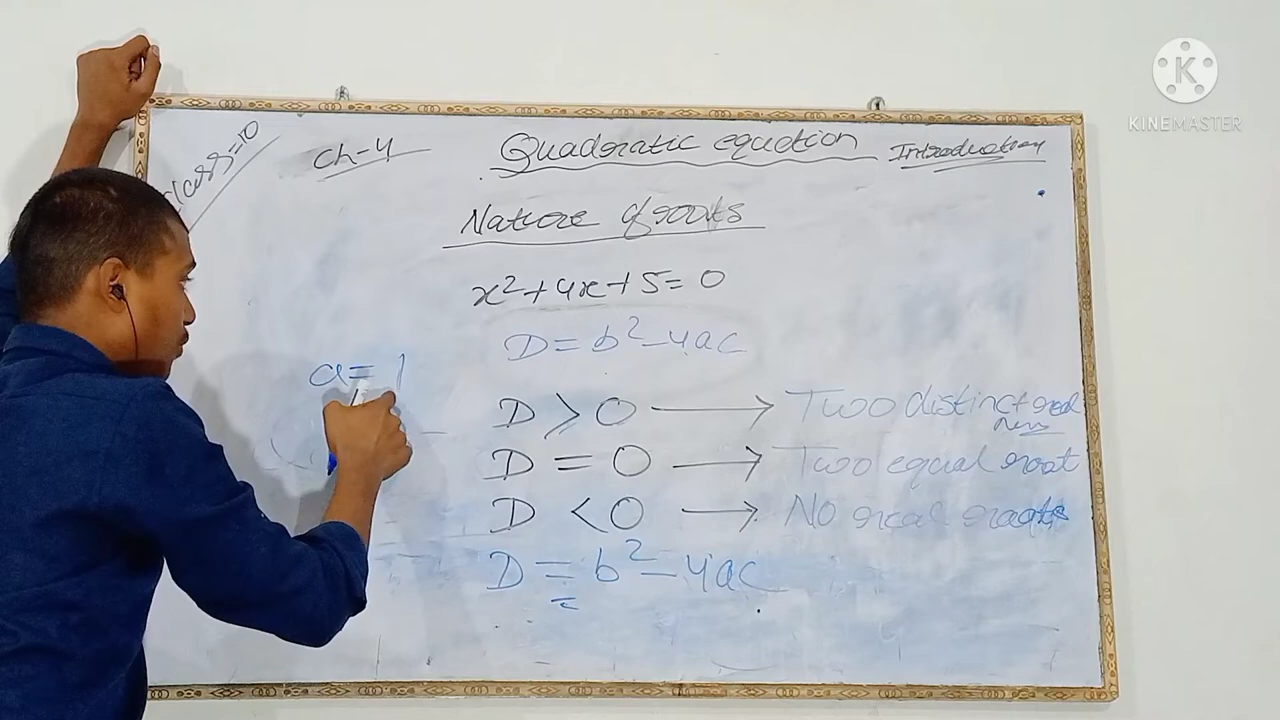 Class=10
Ch-4
Quadratic equation
Introduction
Nature of roots
x²+4x+5=0
D=b²-4ac
a=1
D > 0 → Two distinct real
D = 0 → Two equal root
D < 0 → No real roots
D = b²-4ac
KINEMASTER